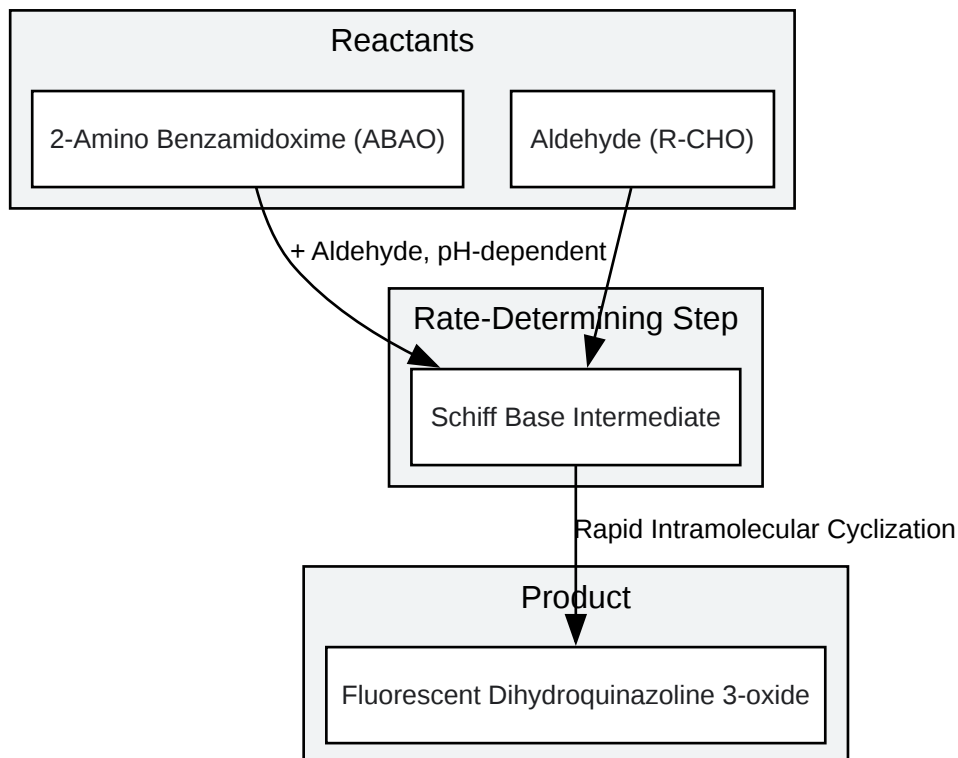 Reactants
2-Amino Benzamidoxime (ABAO)
Aldehyde (R-CHO)
+ Aldehyde, pH-dependent
Rate-Determining Step
Schiff Base Intermediate
Rapid Intramolecular Cyclization
Product
Fluorescent Dihydroquinazoline 3-oxide